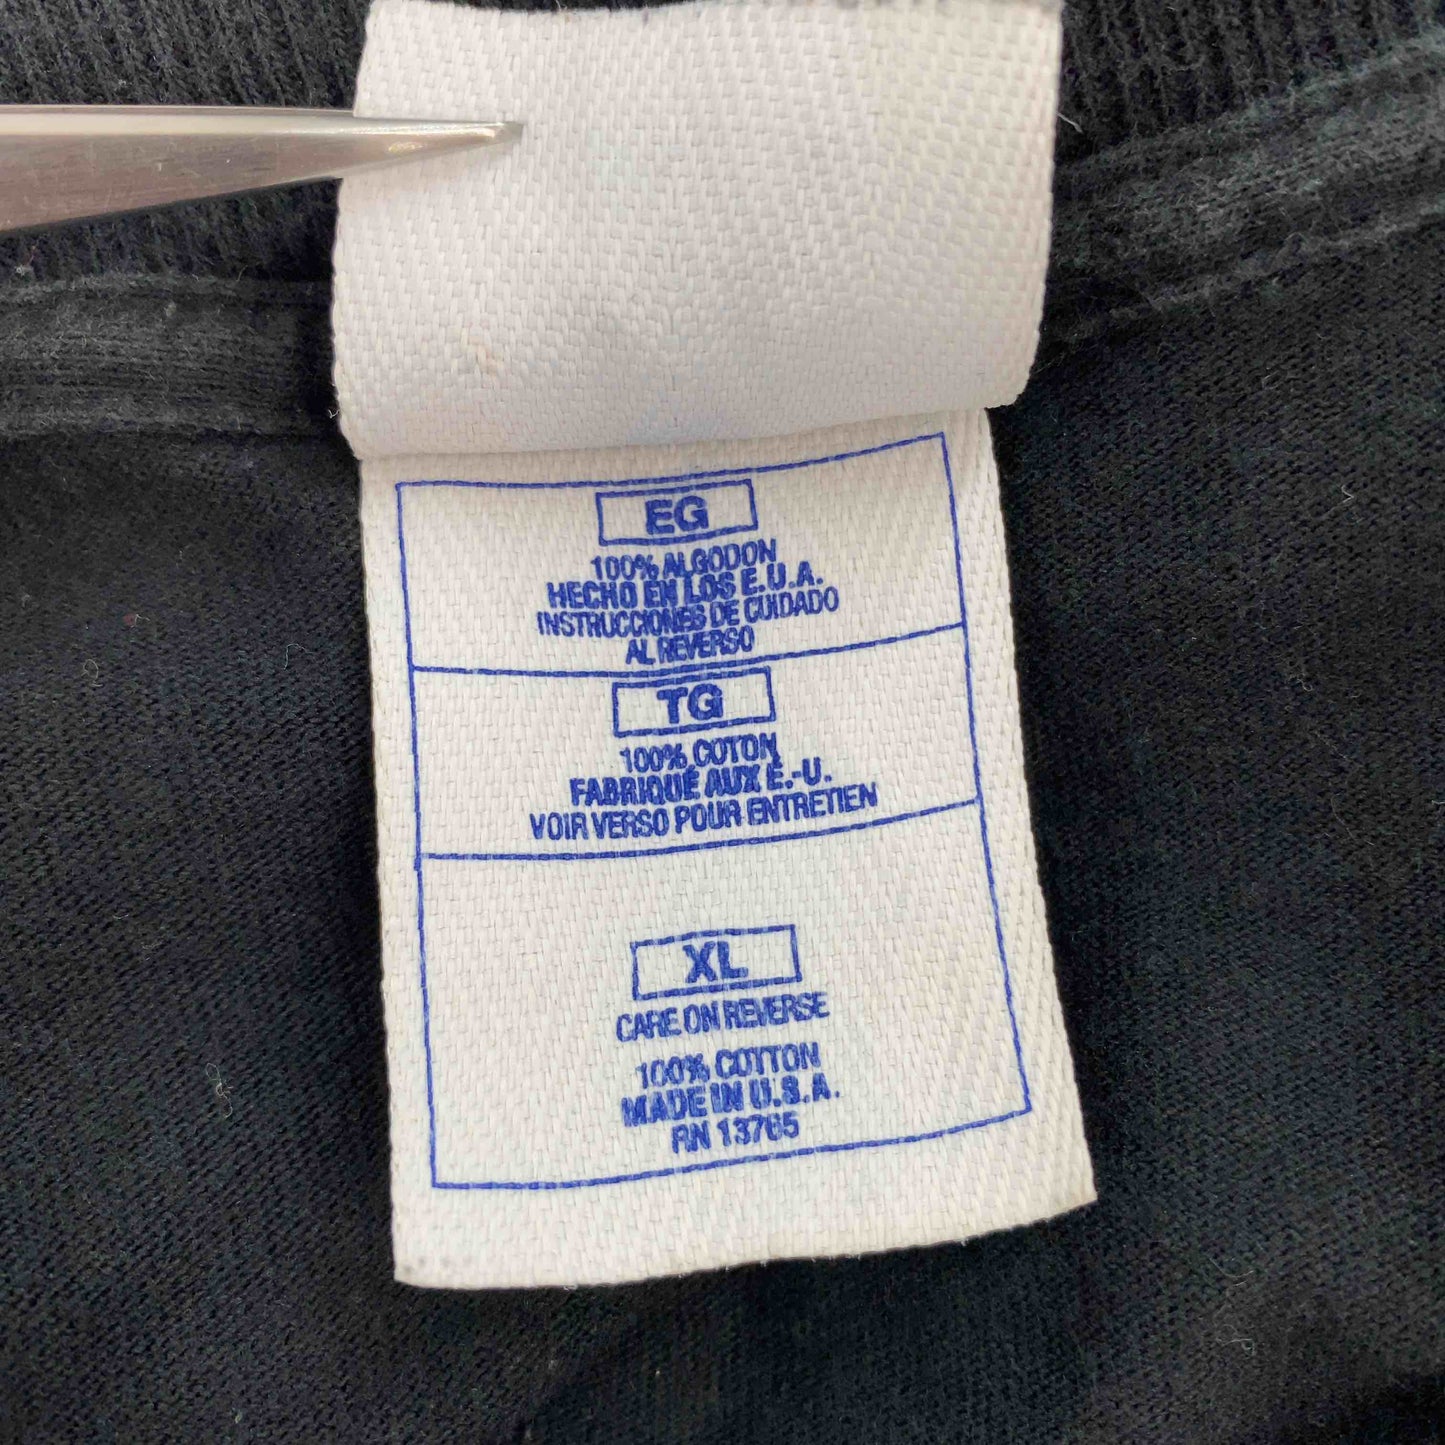 EG
100% ALGODON
HECHO EN LOS E.U.A.
INSTRUCCIONES DE CUIDADO
AL REVERSO
TG
100% COTON
FABRIQUÉ AUX É.-U.
VOIR VERSO POUR ENTRETIEN
XL
CARE ON REVERSE
100% COTTON
MADE IN U.S.A.
RN 13765